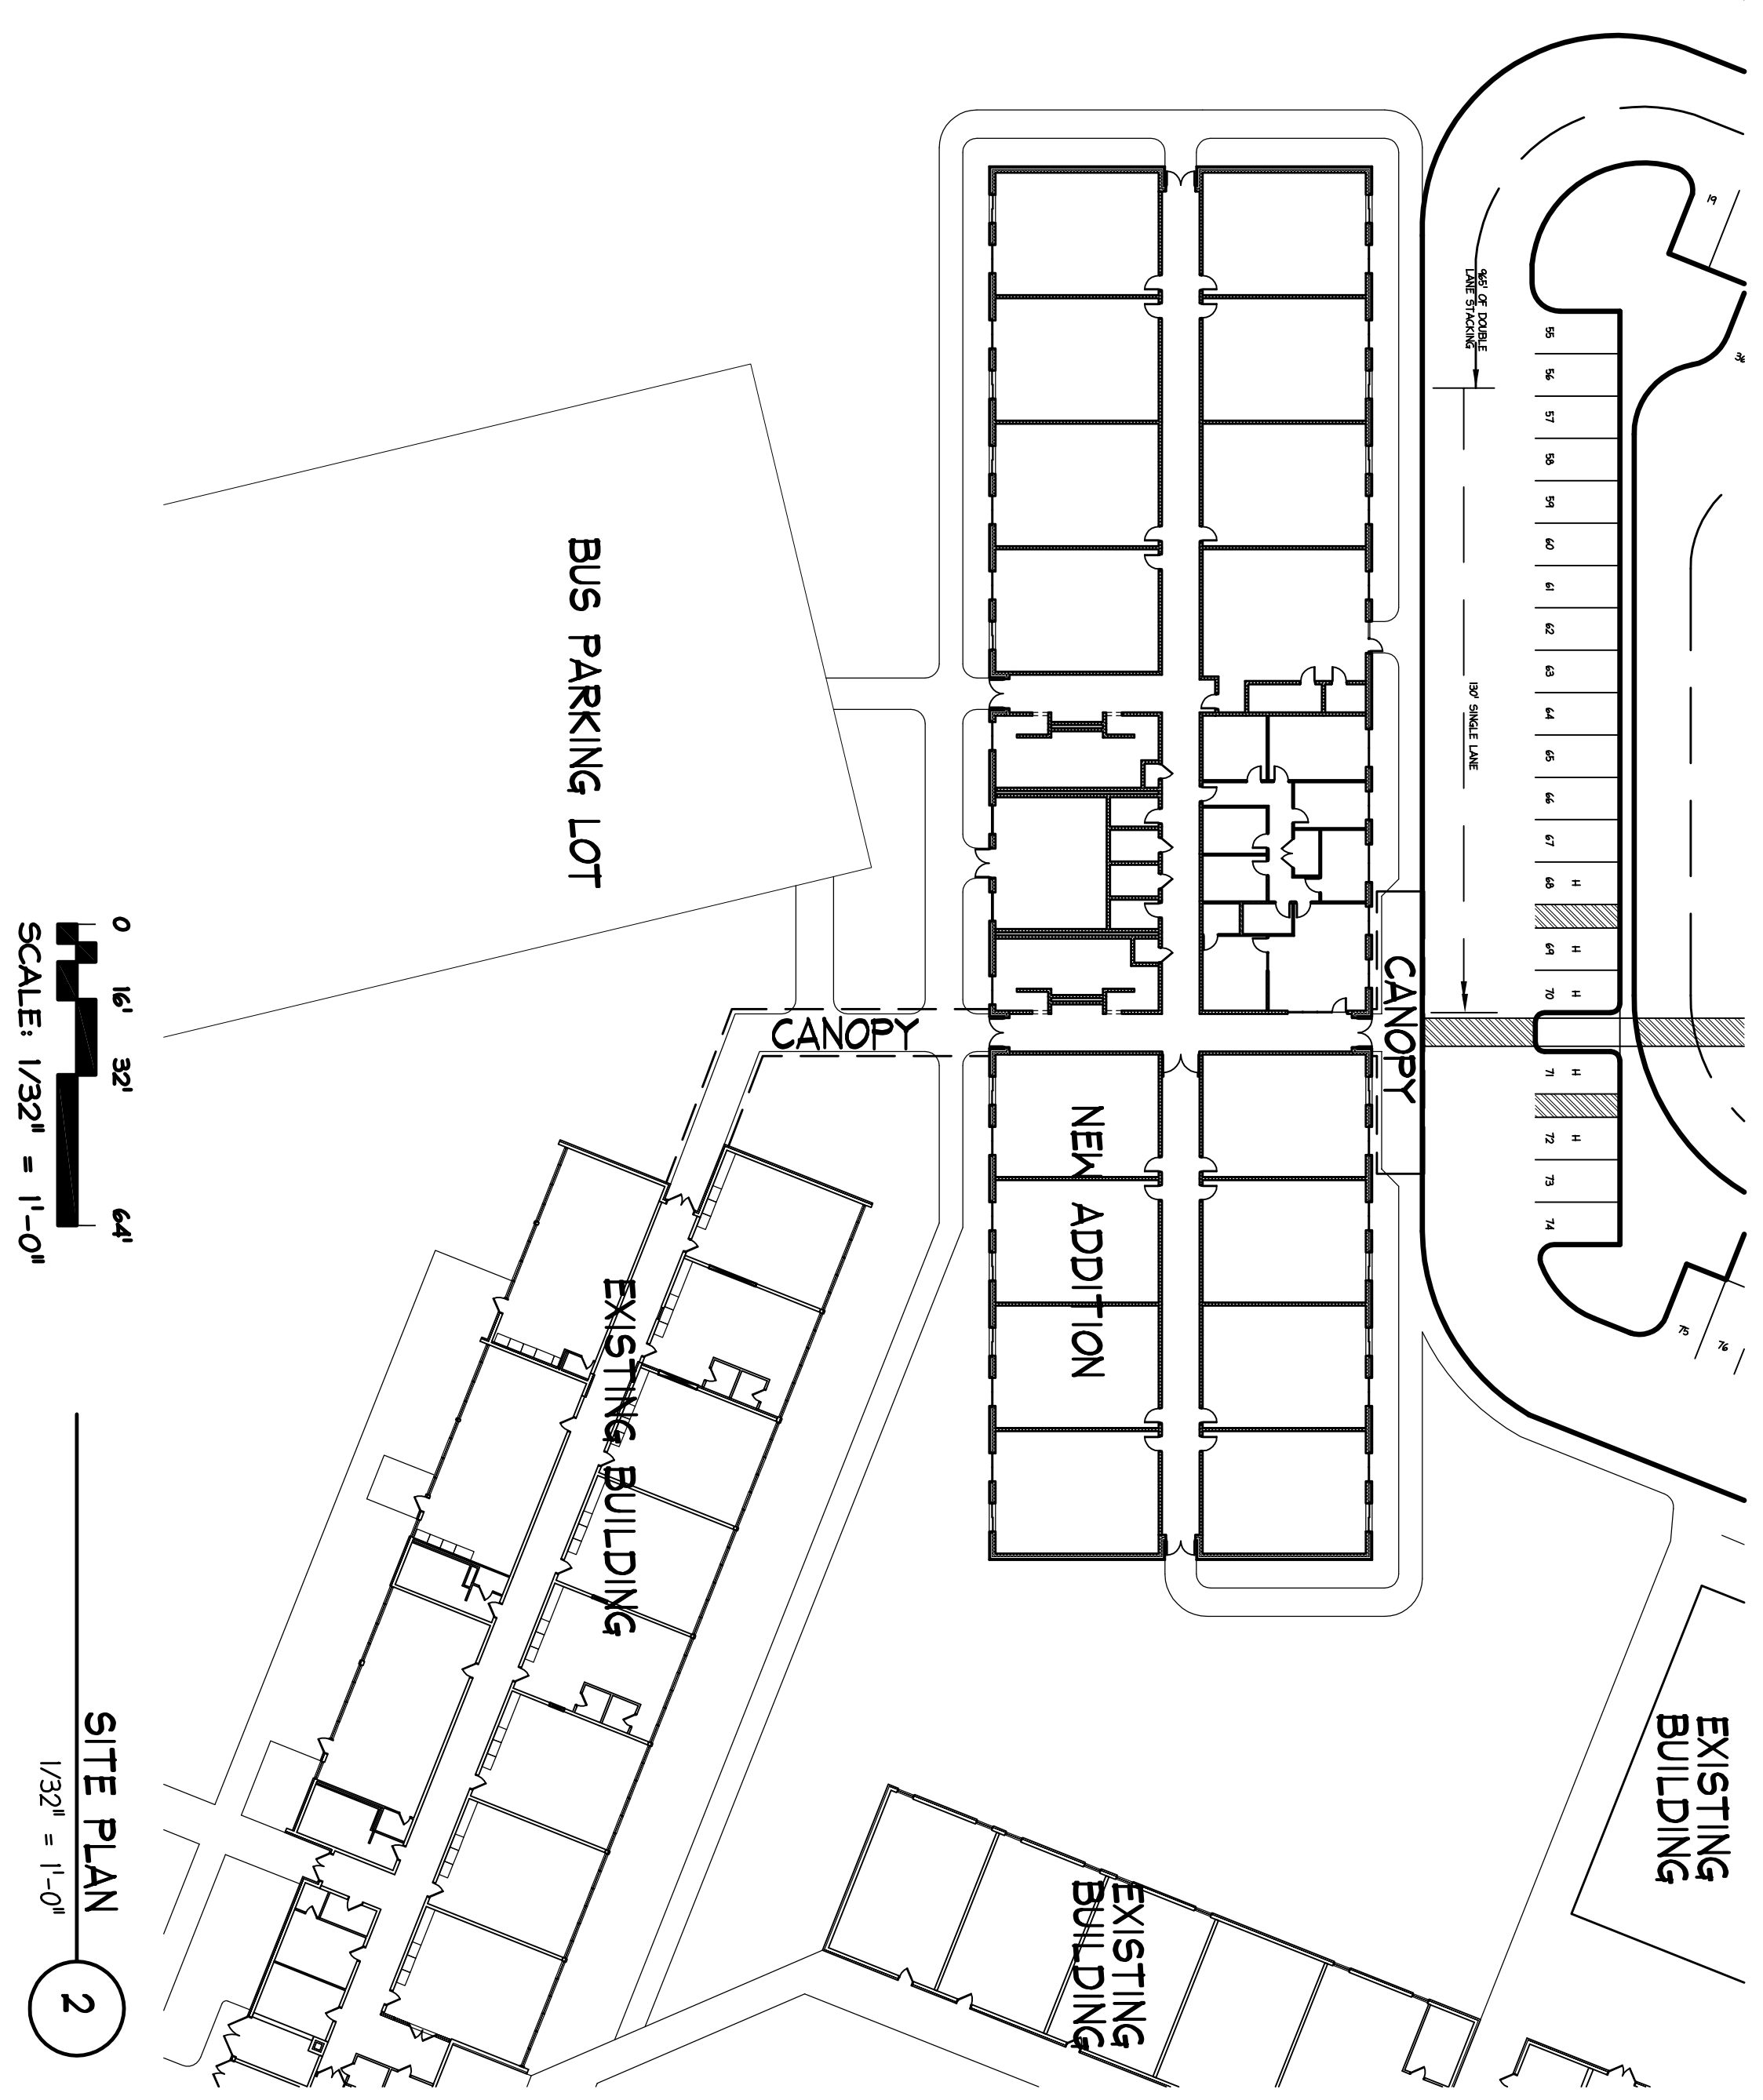 19
75
76
EXISTING
BUILDING
55 56 57 58 59 60 61 62 63 64 65 66 67 68 69 70 71 72 73 74
H H H H H
965' OF DOUBLE
LANE STACKING
130' SINGLE LANE
CANOPY
NEW ADDITION
EXISTING
BUILDING
CANOPY
BUS PARKING LOT
EXISTING BUILDING
0 16' 32' 64'
SCALE: 1/32" = 1'-0"
SITE PLAN
1/32" = 1'-0"
2